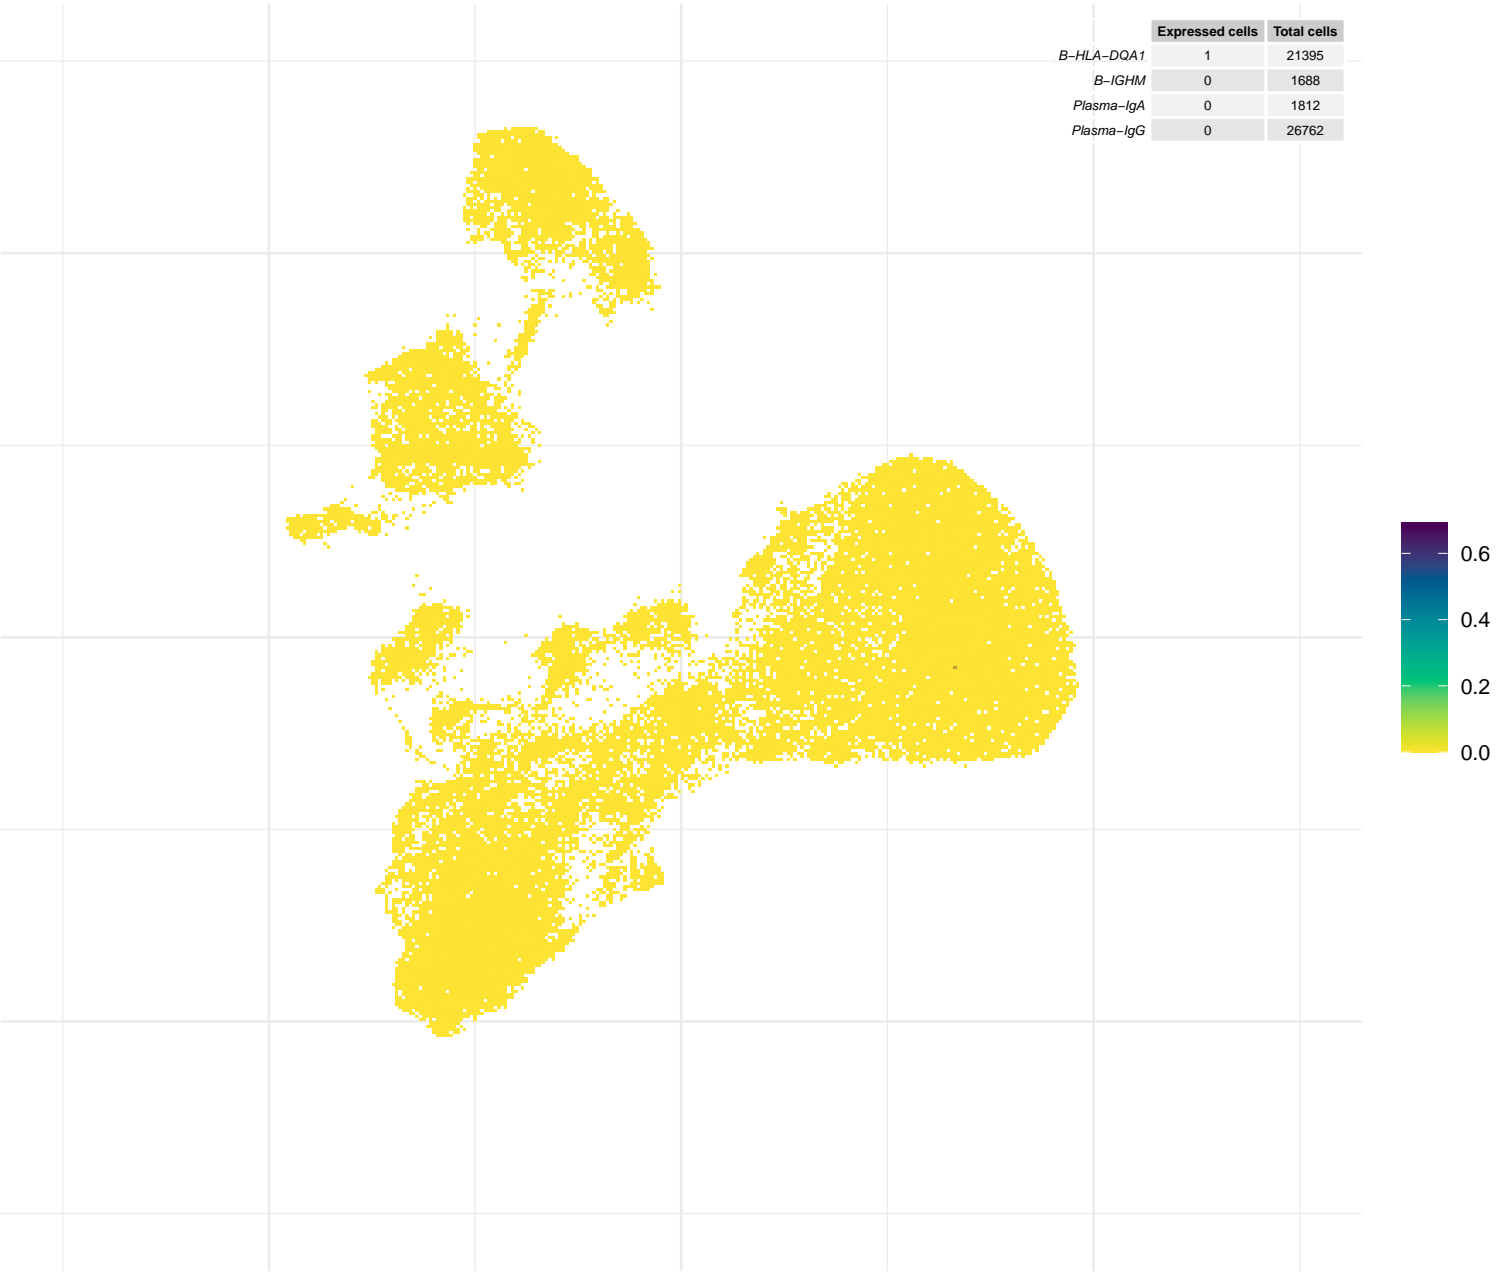 Expressed cells Total cells
B−HLA−DQA1 1 21395
B−IGHM 0 1688
Plasma−IgA 0 1812
Plasma−IgG 0 26762
0.6
0.4
0.2
0.0